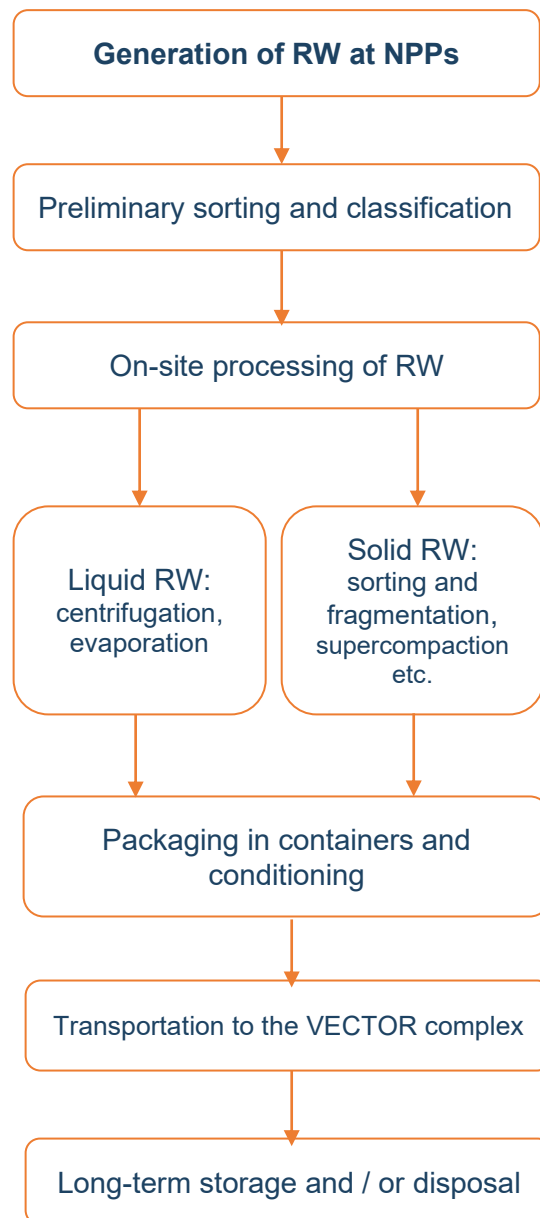 Generation of RW at NPPs
Preliminary sorting and classification
On-site processing of RW
Liquid RW:
centrifugation,
evaporation
Solid RW:
sorting and
fragmentation,
supercompaction
etc.
Packaging in containers and
conditioning
Transportation to the VECTOR complex
Long-term storage and / or disposal